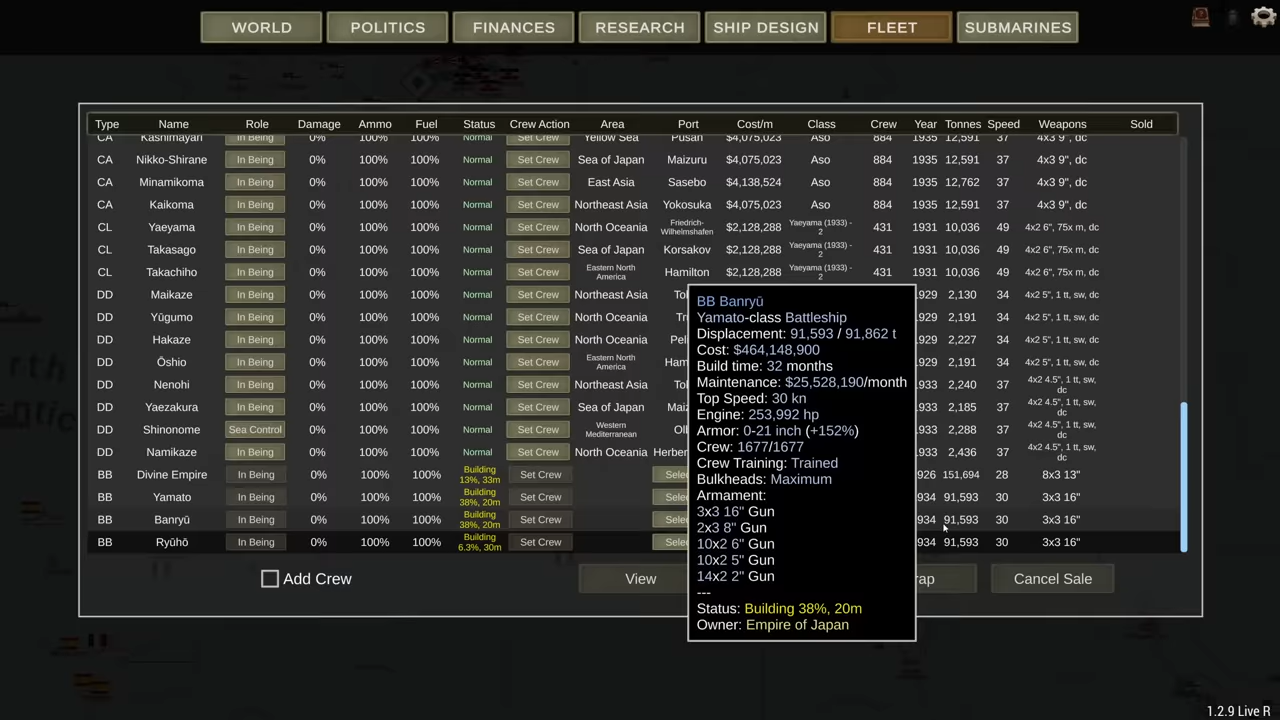 WORLD POLITICS FINANCES RESEARCH SHIP DESIGN FLEET SUBMARINES
Type Name Role Damage Ammo Fuel Status Crew Action Area Port Cost/m Class Crew Year Tonnes Speed Weapons Sold
CA Kashimayari In Being 0% 100% 100% Normal Set Crew Yellow Sea Pusan $4,075,023 Aso 884 1935 12,591 37 4x3 9", dc
CA Nikko-Shirane In Being 0% 100% 100% Normal Set Crew Sea of Japan Maizuru $4,075,023 Aso 884 1935 12,591 37 4x3 9", dc
CA Minamikoma In Being 0% 100% 100% Normal Set Crew East Asia Sasebo $4,138,524 Aso 884 1935 12,762 37 4x3 9", dc
CA Kaikoma In Being 0% 100% 100% Normal Set Crew Northeast Asia Yokosuka $4,075,023 Aso 884 1935 12,591 37 4x3 9", dc
CL Yaeyama In Being 0% 100% 100% Normal Set Crew North Oceania Friedrich-Wilhelmshafen $2,128,288 Yaeyama (1933) - 2 431 1931 10,036 49 4x2 6", 75x m, dc
CL Takasago In Being 0% 100% 100% Normal Set Crew Sea of Japan Korsakov $2,128,288 Yaeyama (1933) - 2 431 1931 10,036 49 4x2 6", 75x m, dc
CL Takachiho In Being 0% 100% 100% Normal Set Crew Eastern North America Hamilton $2,128,288 Yaeyama (1933) - 2 431 1931 10,036 49 4x2 6", 75x m, dc
DD Maikaze In Being 0% 100% 100% Normal Set Crew Northeast Asia 1929 2,130 34 4x2 5", 1 tt, sw, dc
DD Yūgumo In Being 0% 100% 100% Normal Set Crew North Oceania 1929 2,191 34 4x2 5", 1 tt, sw, dc
DD Hakaze In Being 0% 100% 100% Normal Set Crew North Oceania 1929 2,227 34 4x2 5", 1 tt, sw, dc
DD Ōshio In Being 0% 100% 100% Normal Set Crew Eastern North America 1929 2,191 34 4x2 5", 1 tt, sw, dc
DD Nenohi In Being 0% 100% 100% Normal Set Crew Northeast Asia 1933 2,240 37 4x2 4.5", 1 tt, sw, dc
DD Yaezakura In Being 0% 100% 100% Normal Set Crew Sea of Japan 1933 2,185 37 4x2 4.5", 1 tt, sw, dc
DD Shinonome Sea Control 0% 100% 100% Normal Set Crew Western Mediterranean 1933 2,288 37 4x2 4.5", 1 tt, sw, dc
DD Namikaze In Being 0% 100% 100% Normal Set Crew North Oceania 1933 2,436 37 4x2 4.5", 1 tt, sw, dc
BB Divine Empire In Being 0% 100% 100% Building 13%, 33m Set Crew 151,694 28 8x3 13"
BB Yamato In Being 0% 100% 100% Building 38%, 20m Set Crew 91,593 30 3x3 16"
BB Banryū In Being 0% 100% 100% Building 38%, 20m Set Crew 91,593 30 3x3 16"
BB Ryūhō In Being 0% 100% 100% Building 6.3%, 30m Set Crew 91,593 30 3x3 16"
BB Banryū
Yamato-class Battleship
Displacement: 91,593 / 91,862 t
Cost: $464,148,900
Build time: 32 months
Maintenance: $25,528,190/month
Top Speed: 30 kn
Engine: 253,992 hp
Armor: 0-21 inch (+152%)
Crew: 1677/1677
Crew Training: Trained
Bulkheads: Maximum
Armament:
3x3 16" Gun
2x3 8" Gun
10x2 6" Gun
10x2 5" Gun
14x2 2" Gun
---
Status: Building 38%, 20m
Owner: Empire of Japan
Add Crew View Cancel Sale
1.2.9 Live R